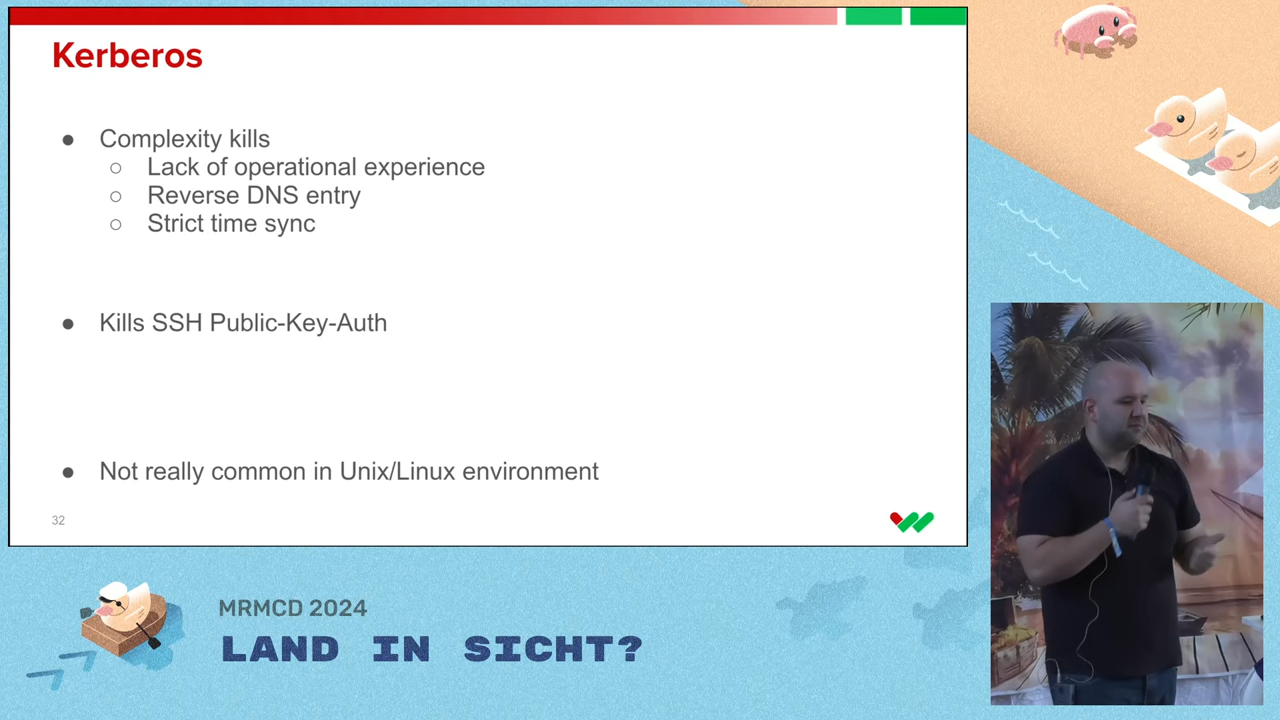 Kerberos
● Complexity kills
○ Lack of operational experience
○ Reverse DNS entry
○ Strict time sync
● Kills SSH Public-Key-Auth
● Not really common in Unix/Linux environment
32
MRMCD 2024
LAND IN SICHT?